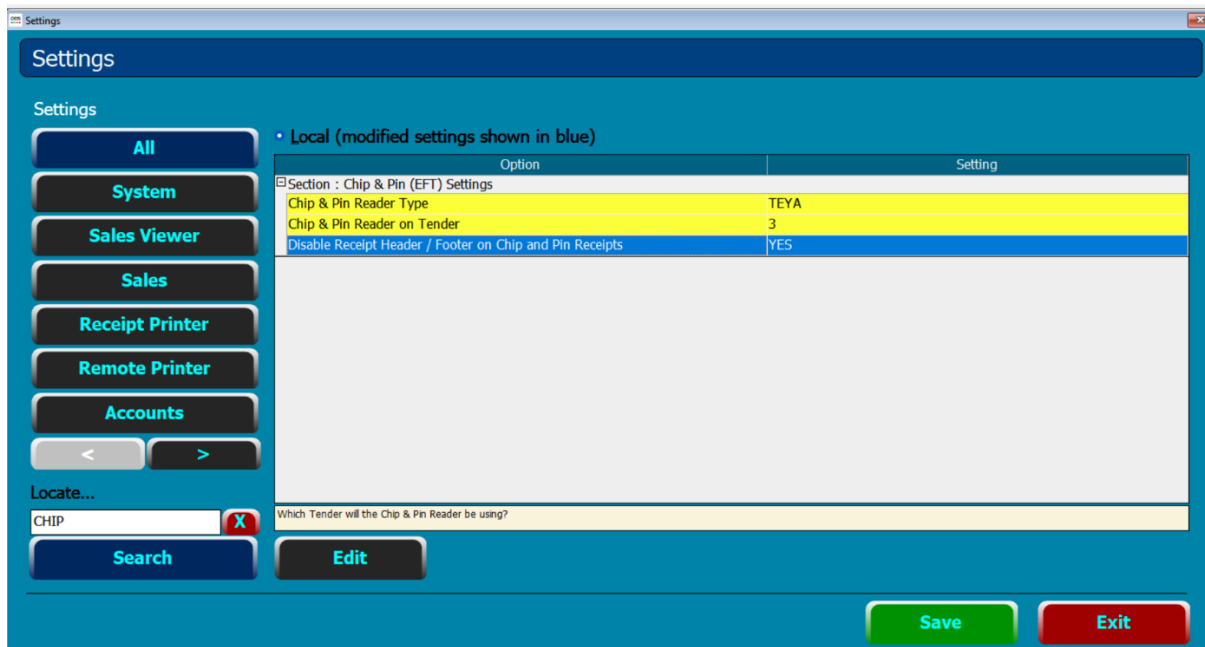 Settings
Settings
Settings
All
System
Sales Viewer
Sales
Receipt Printer
Remote Printer
Accounts
< >
Locate...
CHIP X
Search
Local (modified settings shown in blue)
Option Setting
Section : Chip & Pin (EFT) Settings
Chip & Pin Reader Type TEYA
Chip & Pin Reader on Tender 3
Disable Receipt Header / Footer on Chip and Pin Receipts YES
Which Tender will the Chip & Pin Reader be using?
Edit
Save Exit